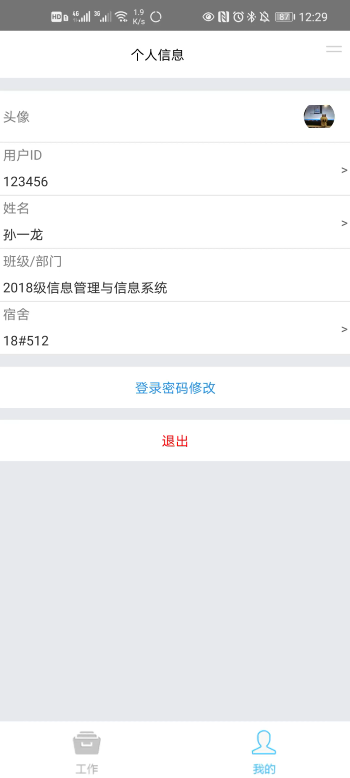 HD 4G 3G 1.9 K/s 87 12:29
个人信息
头像
用户ID
123456
姓名
孙一龙
班级/部门
2018级信息管理与信息系统
宿舍
18#512
登录密码修改
退出
工作 我的